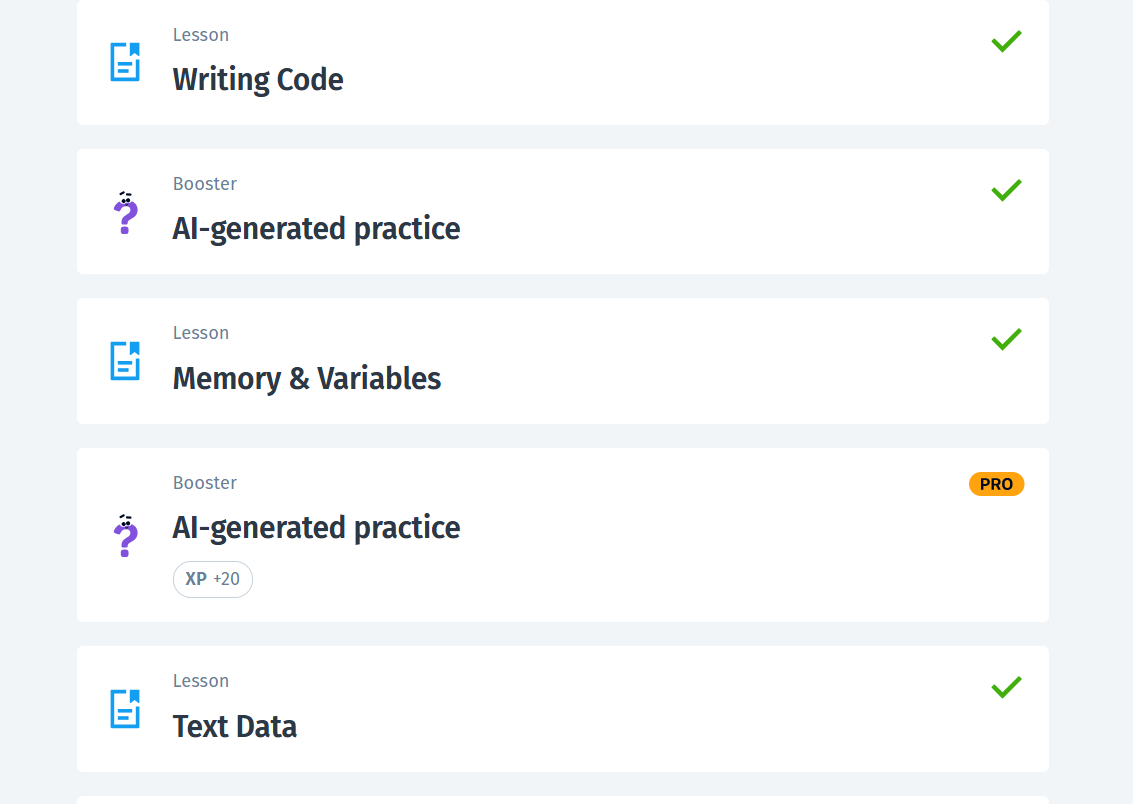 Lesson
Writing Code
Booster
AI-generated practice
Lesson
Memory & Variables
Booster
PRO
AI-generated practice
XP +20
Lesson
Text Data